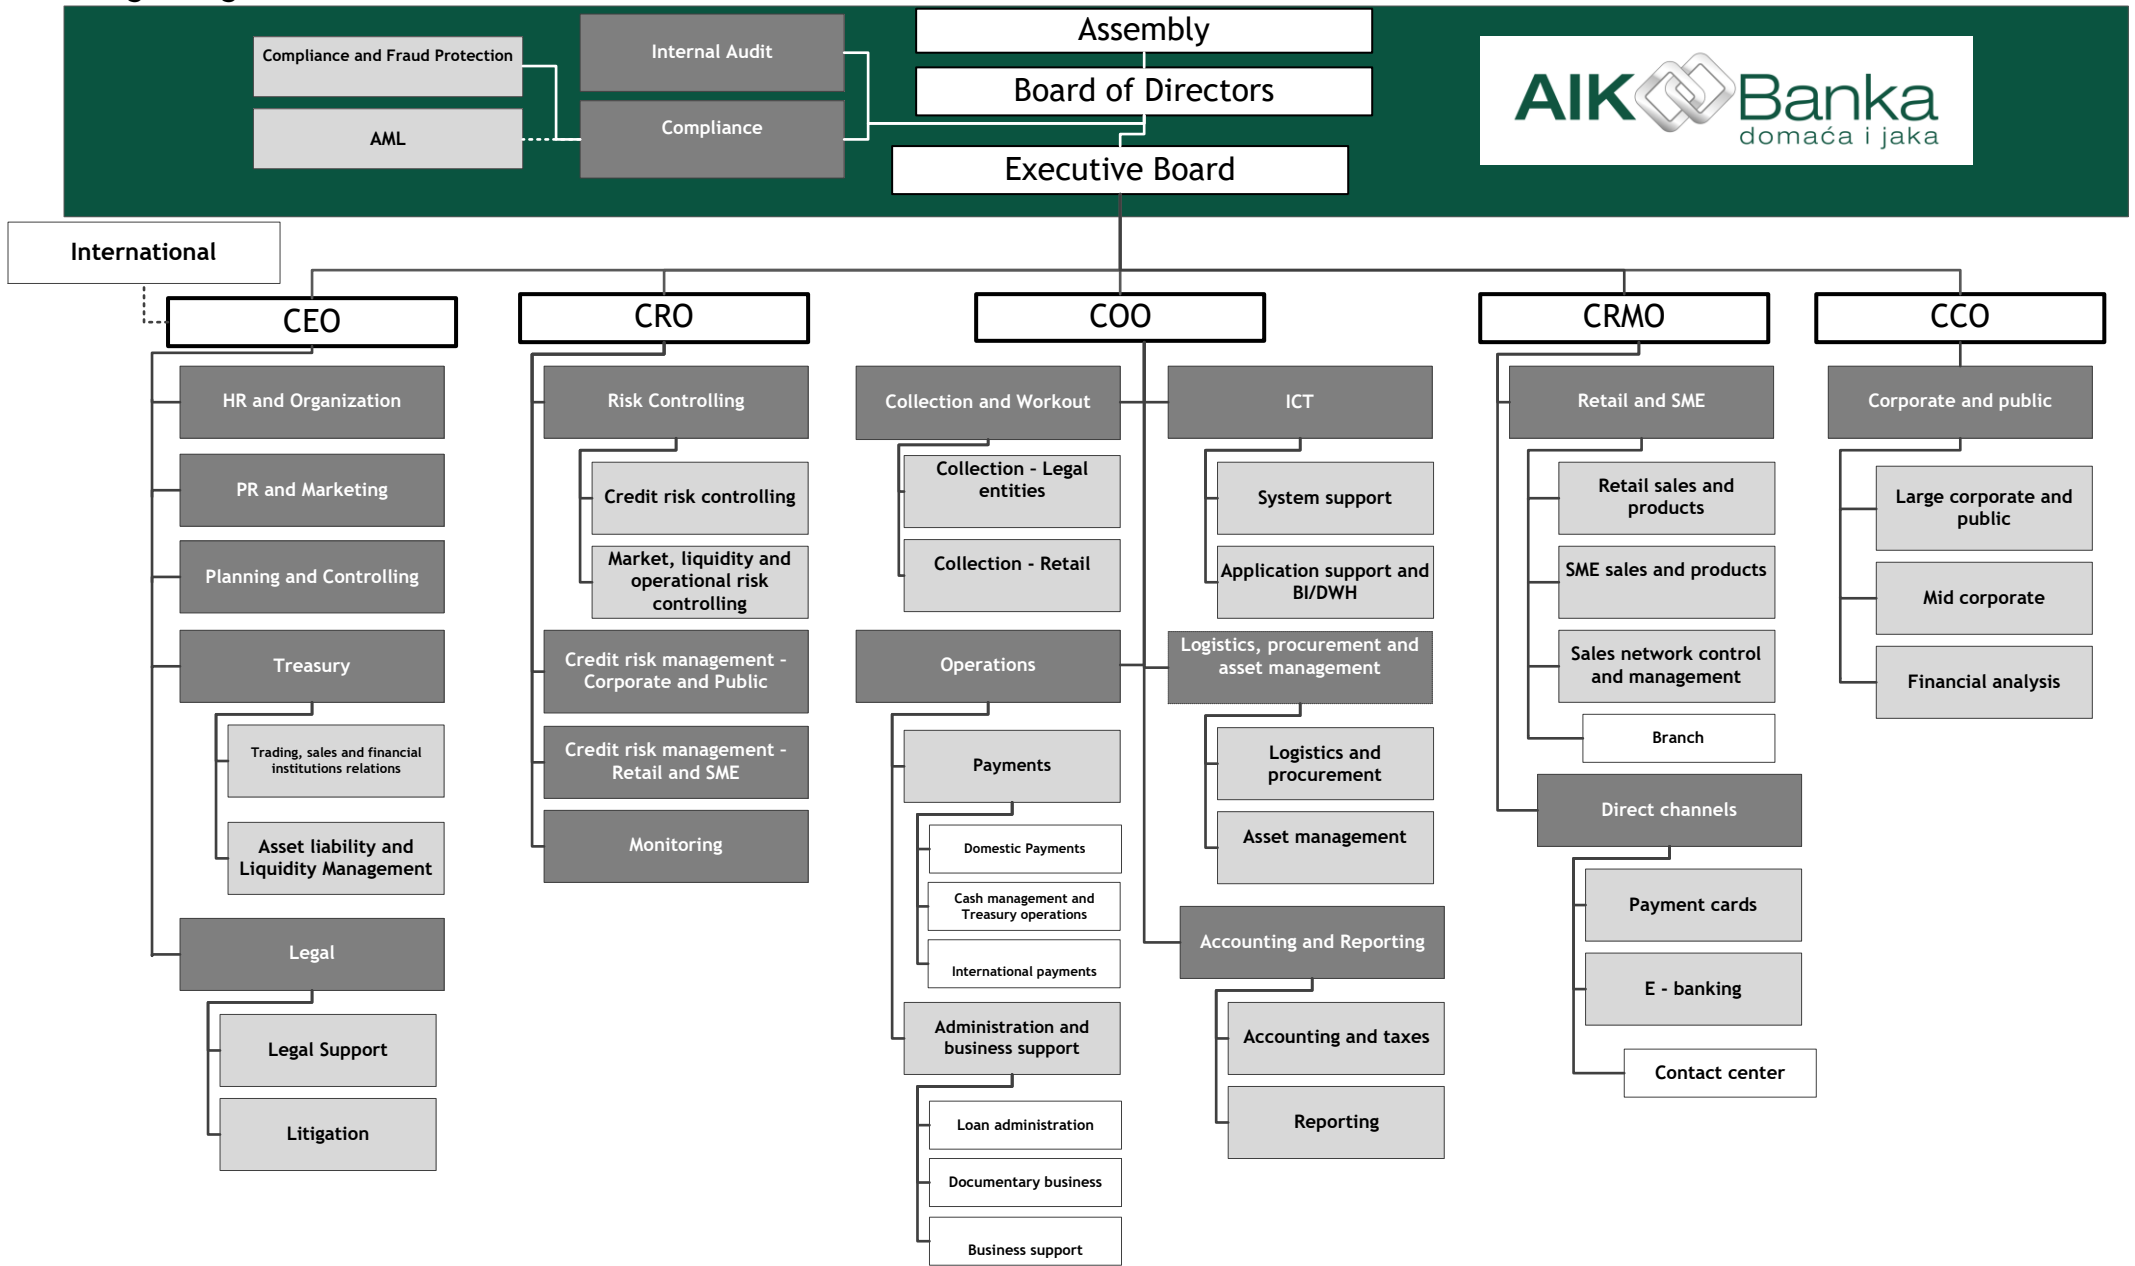 Assembly
Compliance and Fraud Protection
Internal Audit
Board of Directors
AIK Banka
domaća i jaka
AML
Compliance
Executive Board
International
CEO
CRO
COO
CRMO
CCO
HR and Organization
PR and Marketing
Planning and Controlling
Treasury
Trading, sales and financial
institutions relations
Asset liability and
Liquidity Management
Legal
Legal Support
Litigation
Risk Controlling
Credit risk controlling
Market, liquidity and
operational risk
controlling
Credit risk management –
Corporate and Public
Credit risk management –
Retail and SME
Monitoring
Collection and Workout
Collection - Legal
entities
Collection - Retail
Operations
Payments
Domestic Payments
Cash management and
Treasury operations
International payments
Administration and
business support
Loan administration
Documentary business
Business support
ICT
System support
Application support and
BI/DWH
Logistics, procurement and
asset management
Logistics and
procurement
Asset management
Accounting and Reporting
Accounting and taxes
Reporting
Retail and SME
Retail sales and
products
SME sales and products
Sales network control
and management
Branch
Direct channels
Payment cards
E - banking
Contact center
Corporate and public
Large corporate and
public
Mid corporate
Financial analysis